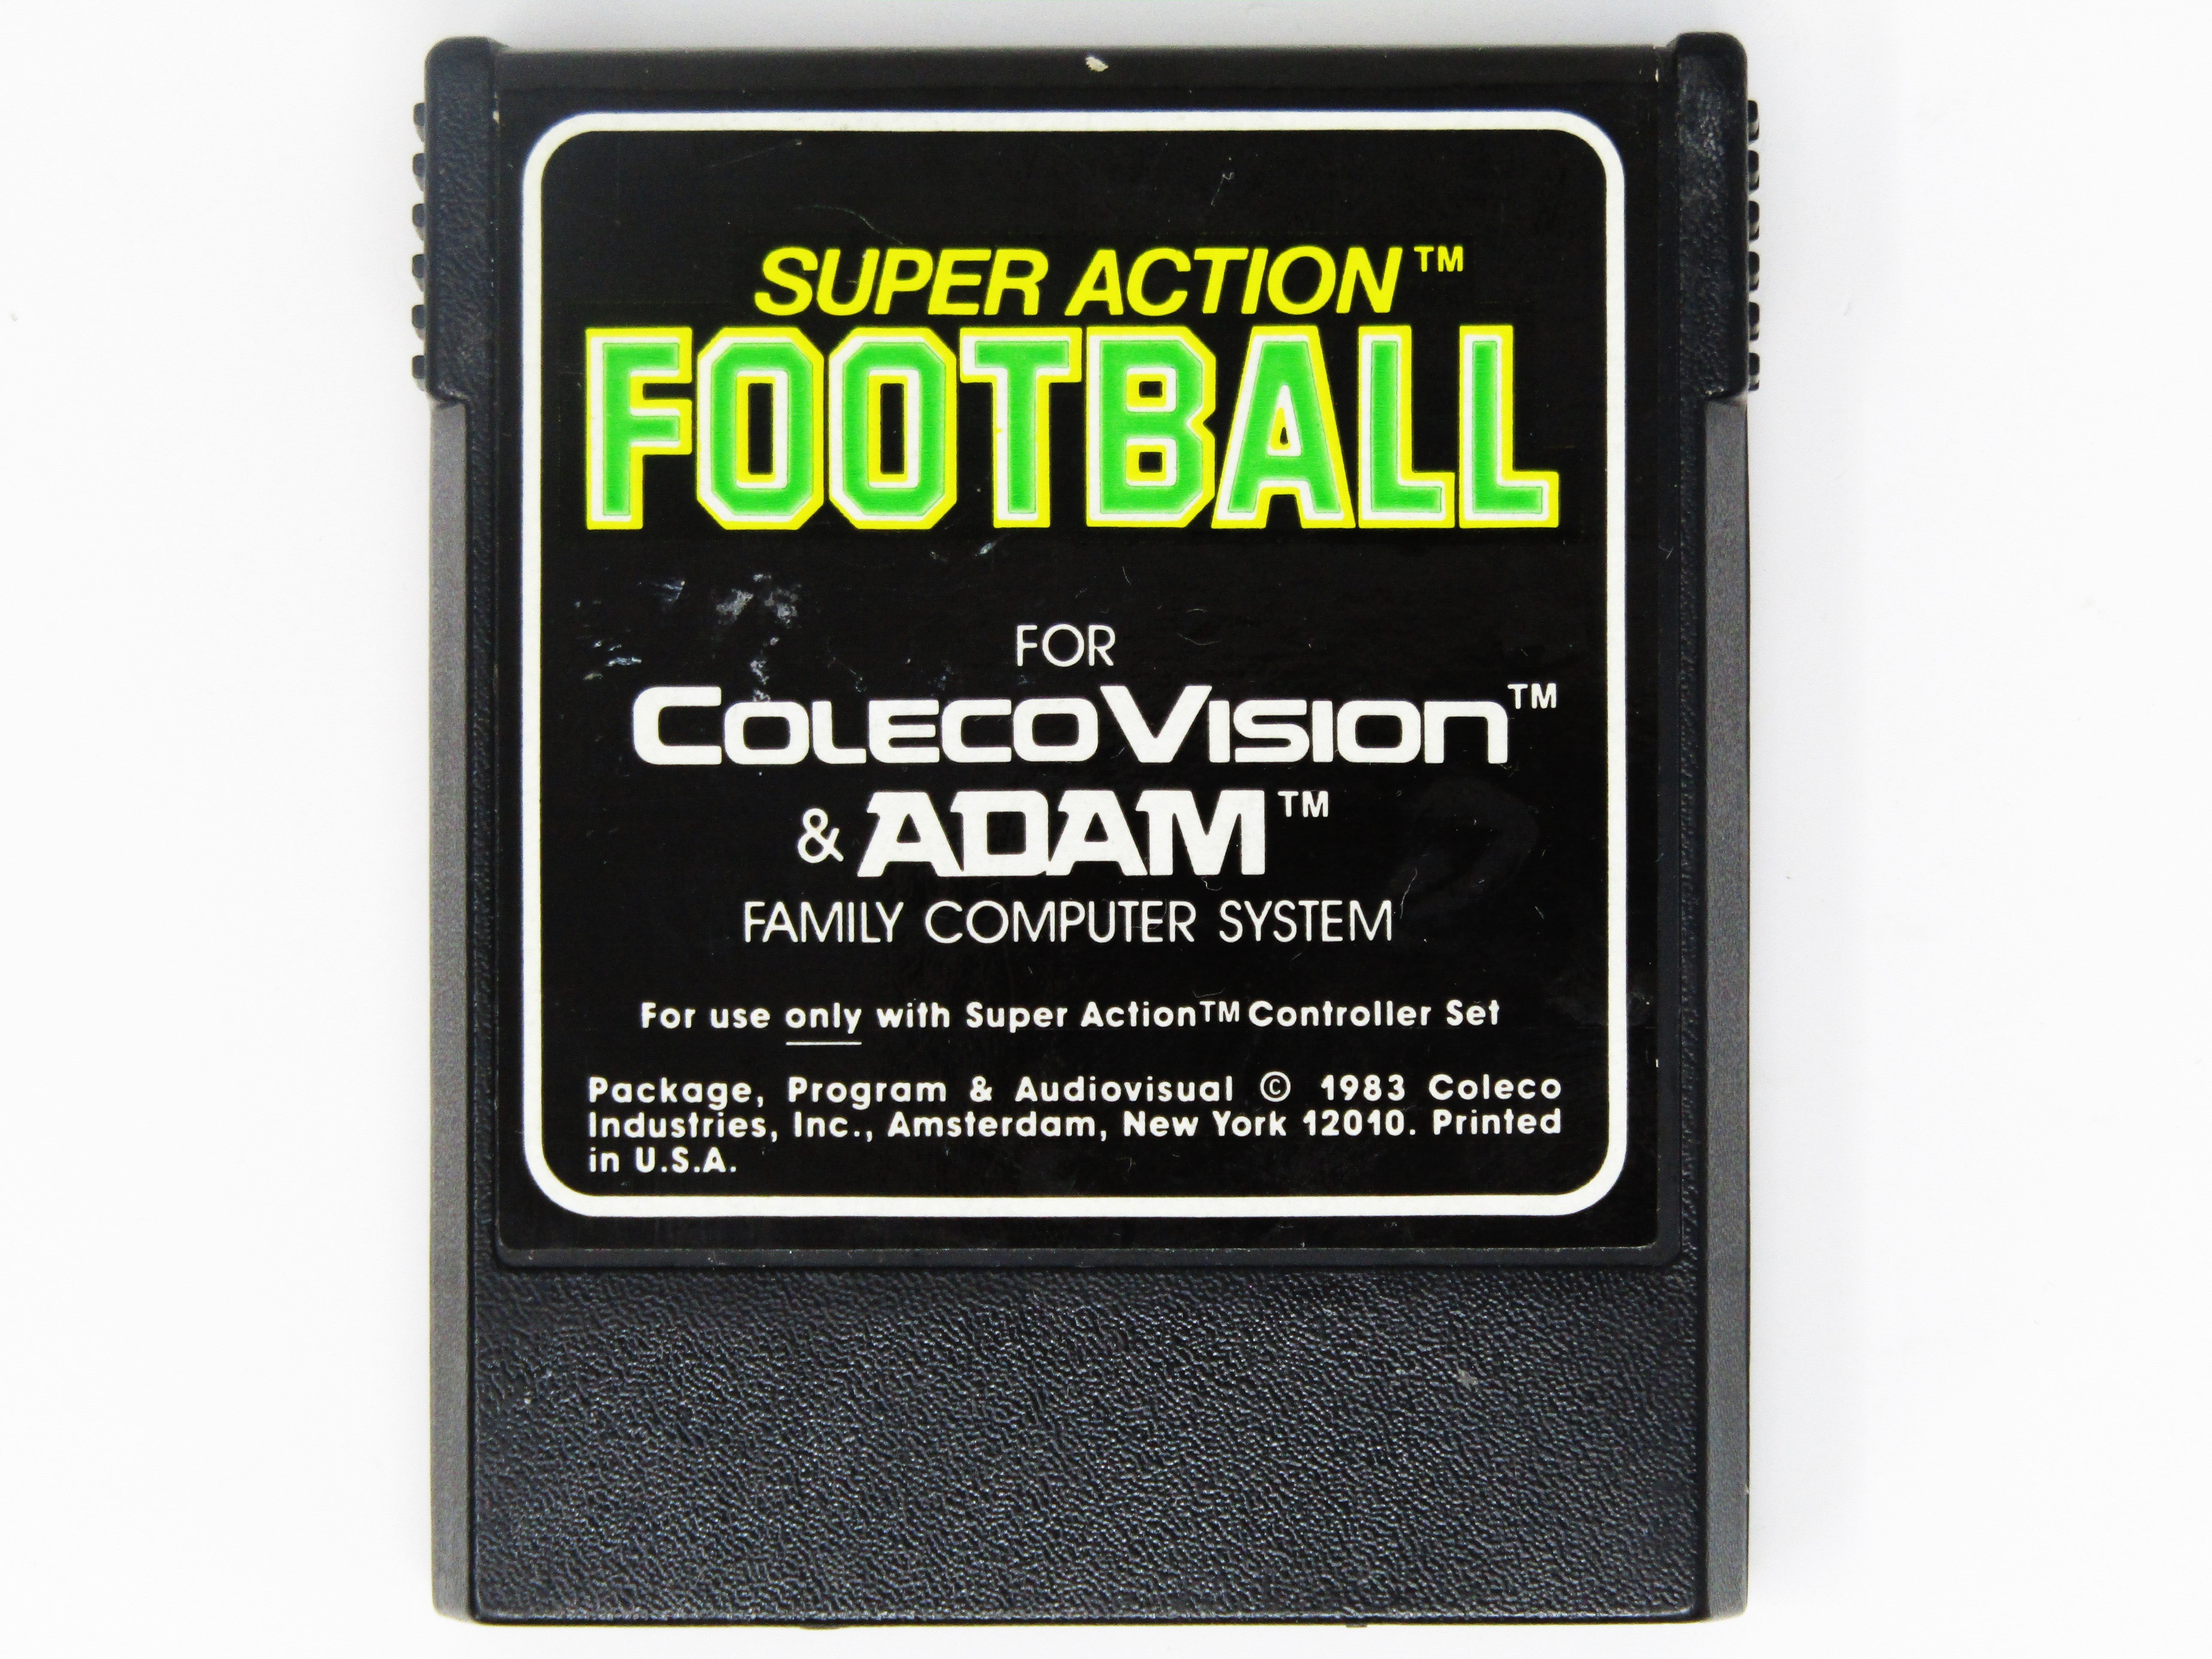 SUPER ACTION™
FOOTBALL
FOR
COLECOVISION™
& ADAM™
FAMILY COMPUTER SYSTEM
For use only with Super Action™ Controller Set
Package, Program & Audiovisual © 1983 Coleco
Industries, Inc., Amsterdam, New York 12010. Printed
in U.S.A.